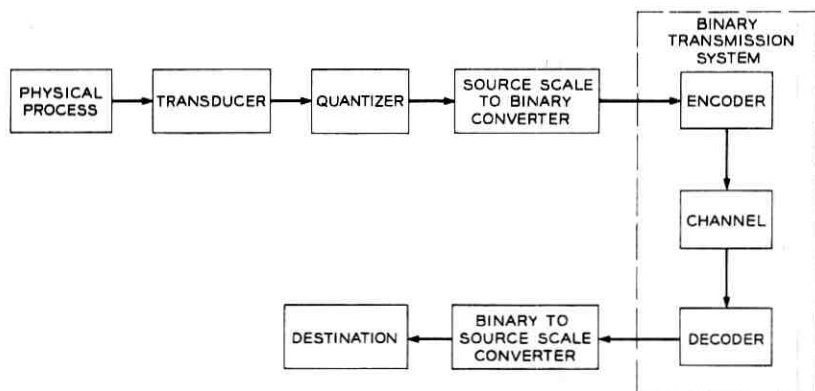 BINARY
TRANSMISSION
SYSTEM
PHYSICAL
PROCESS
TRANSDUCER
QUANTIZER
SOURCE SCALE
TO BINARY
CONVERTER
ENCODER
CHANNEL
DESTINATION
BINARY TO
SOURCE SCALE
CONVERTER
DECODER